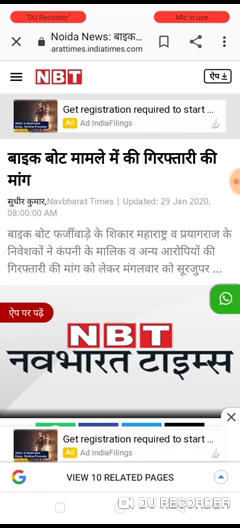 "DU Recorder" Mic in use
Noida News: बाइक...
arattimes.indiatimes.com
NBT ऐप
Get registration required to start ...
Ad Ad IndiaFilings
बाइक बोट मामले में की गिरफ्तारी की
मांग
सुधीर कुमार,Navbharat Times | Updated: 29 Jan 2020,
08:00:00 AM
बाइक बोट फर्जीवाड़े के शिकार महाराष्ट्र व प्रयागराज के
निवेशकों ने कंपनी के मालिक व अन्य आरोपियों की
गिरफ्तारी की मांग को लेकर मंगलवार को सूरजपुर ...
ऐप पर पढ़ें
NBT
नवभारत टाइम्स
Get registration required to start ...
Ad Ad IndiaFilings
VIEW 10 RELATED PAGES
DU RECORDER